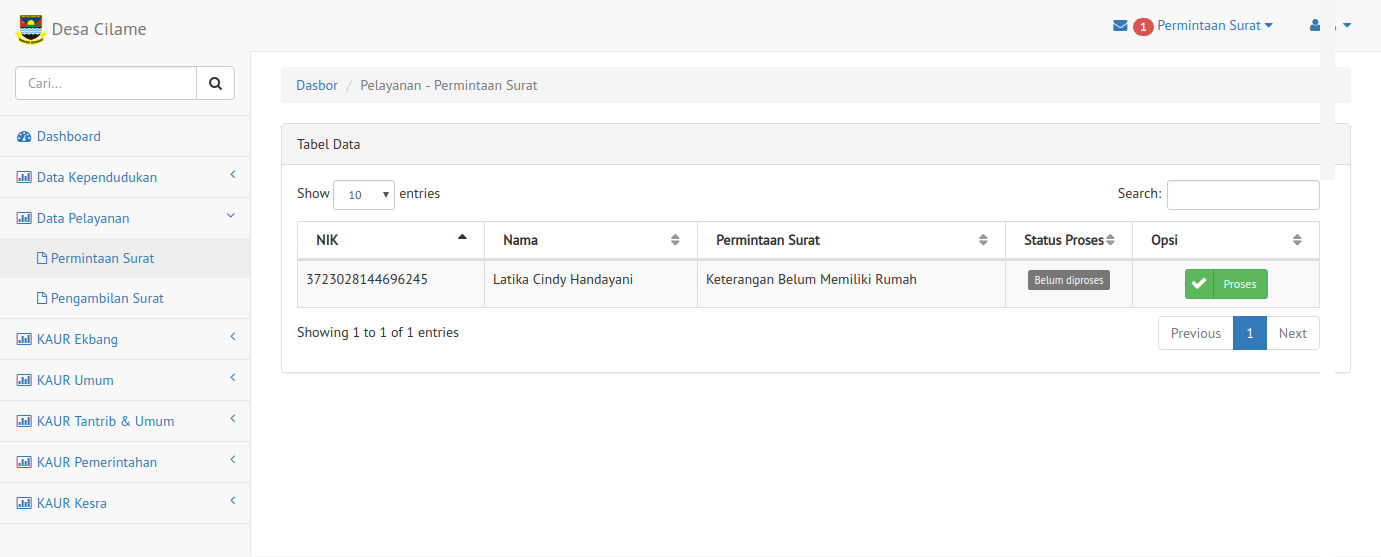 Desa Cilame
1 Permintaan Surat
Cari...
Dashboard
Data Kependudukan
Data Pelayanan
Permintaan Surat
Pengambilan Surat
KAUR Ekbang
KAUR Umum
KAUR Tantrib & Umum
KAUR Pemerintahan
KAUR Kesra
Dasbor / Pelayanan - Permintaan Surat
Tabel Data
Show 10 entries
Search:
NIK Nama Permintaan Surat Status Proses Opsi
3723028144696245 Latika Cindy Handayani Keterangan Belum Memiliki Rumah Belum diproses Proses
Showing 1 to 1 of 1 entries
Previous 1 Next